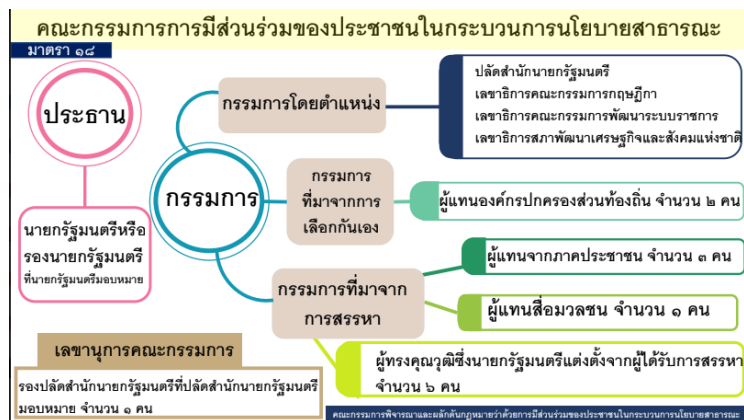 คณะกรรมการการมีส่วนร่วมของประชาชนในกระบวนการนโยบายสาธารณะ
มาตรา ๑๘
ประธาน
นายกรัฐมนตรีหรือ
รองนายกรัฐมนตรี
ที่นายกรัฐมนตรีมอบหมาย
กรรมการ
กรรมการโดยตำแหน่ง
ปลัดสำนักนายกรัฐมนตรี
เลขาธิการคณะกรรมการกฤษฎีกา
เลขาธิการคณะกรรมการพัฒนาระบบราชการ
เลขาธิการสภาพัฒนาเศรษฐกิจและสังคมแห่งชาติ
กรรมการ
ที่มาจากการ
เลือกกันเอง
ผู้แทนองค์กรปกครองส่วนท้องถิ่น จำนวน ๒ คน
กรรมการที่มาจาก
การสรรหา
ผู้แทนจากภาคประชาชน จำนวน ๓ คน
ผู้แทนสื่อมวลชน จำนวน ๑ คน
ผู้ทรงคุณวุฒิซึ่งนายกรัฐมนตรีแต่งตั้งจากผู้ได้รับการสรรหา
จำนวน ๖ คน
เลขานุการคณะกรรมการ
รองปลัดสำนักนายกรัฐมนตรีที่ปลัดสำนักนายกรัฐมนตรี
มอบหมาย จำนวน ๑ คน
คณะกรรมการพิจารณาและผลักดันกฎหมายว่าด้วยการมีส่วนร่วมของประชาชนในกระบวนการนโยบายสาธารณะ